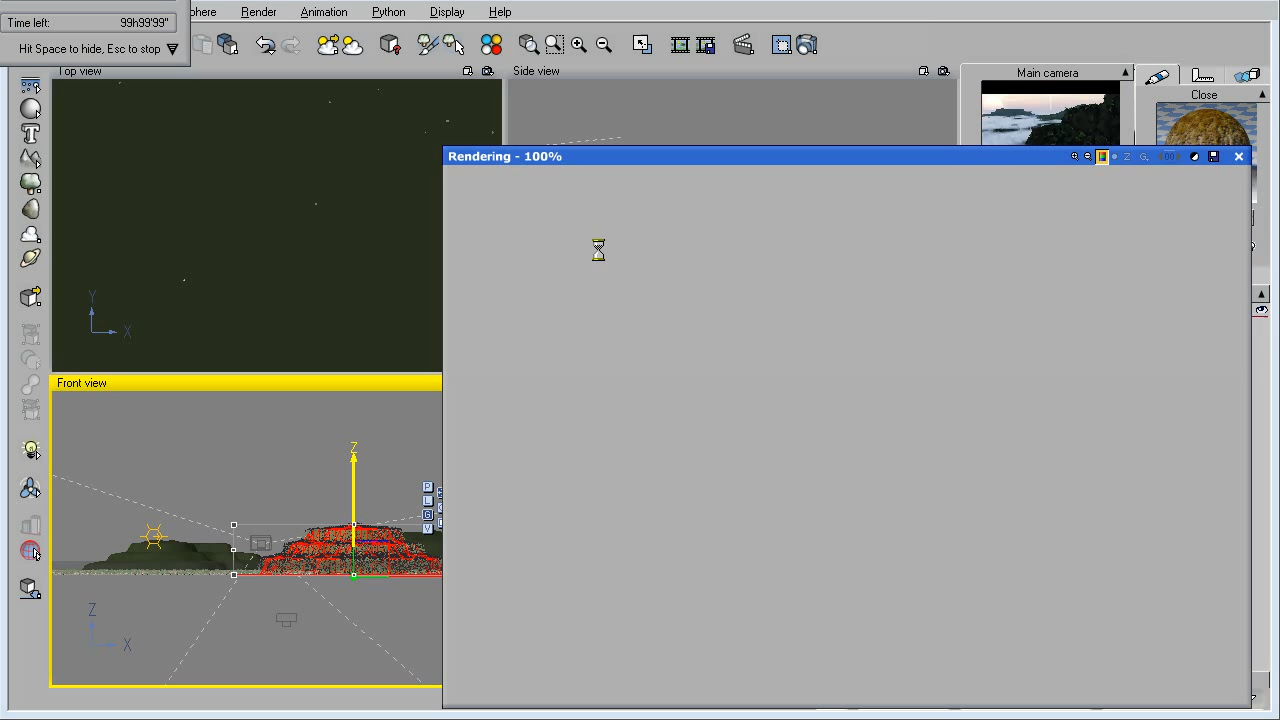 sphere Render Animation Python Display Help
Time left: 99h99'99"
Hit Space to hide, Esc to stop
Top view
Side view
Main camera
Close
Rendering - 100%
Z
G
Y
X
Front view
Z
P
L
V
Z
X